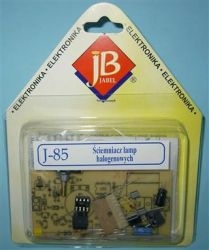 ELEKTRONIKA • ELEKTRONIKA
JB
JABEL
®
ELEKTRONIKA
ELEKTRONIKA
J-85
Ściemniacz lamp
halogenowych